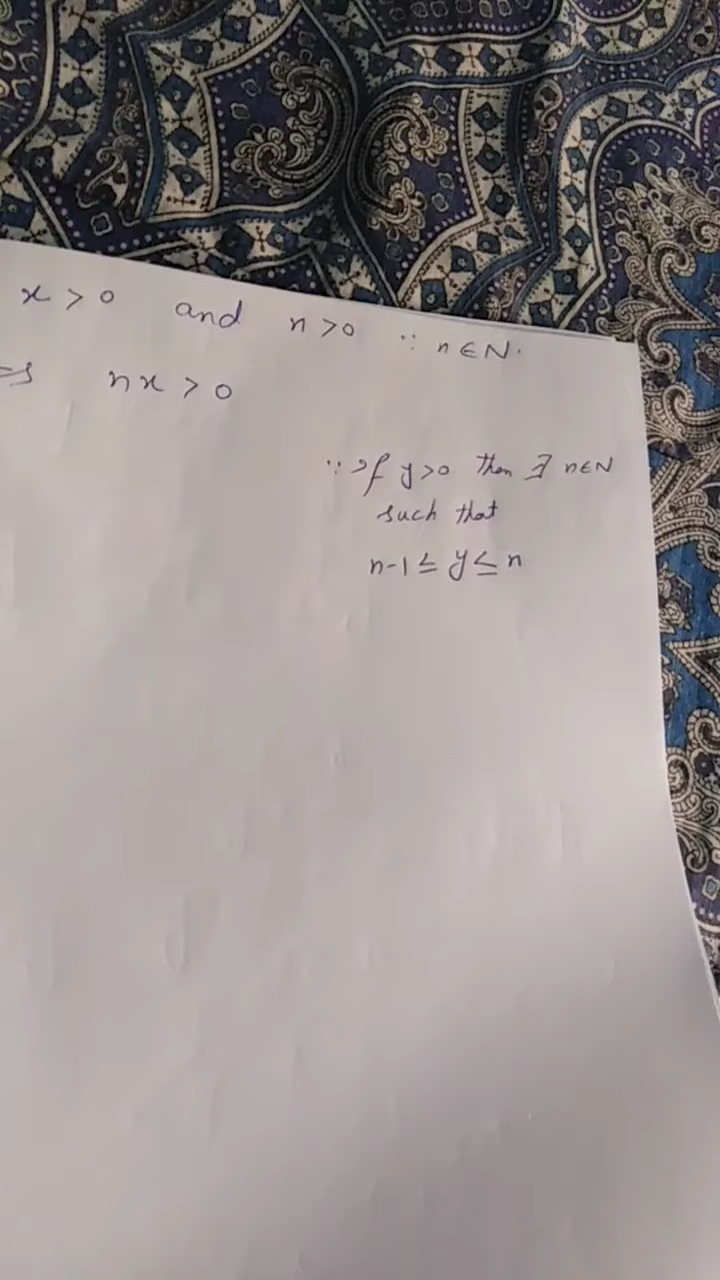 x > 0 and n > 0 ∵ n ∈ N.
⇒ nx > 0
∵ If y > 0 then ∃ n ∈ N
such that
n-1 ≤ y ≤ n